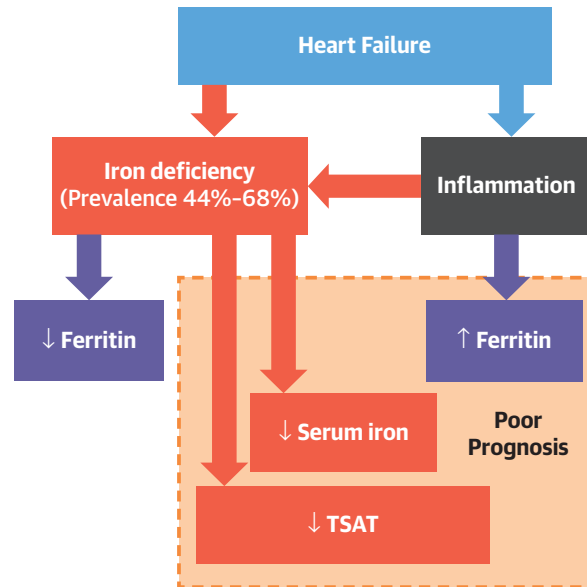 Heart Failure
Iron deficiency
(Prevalence 44%–68%)
Inflammation
↓ Ferritin
↑ Ferritin
↓ Serum iron
Poor
Prognosis
↓ TSAT